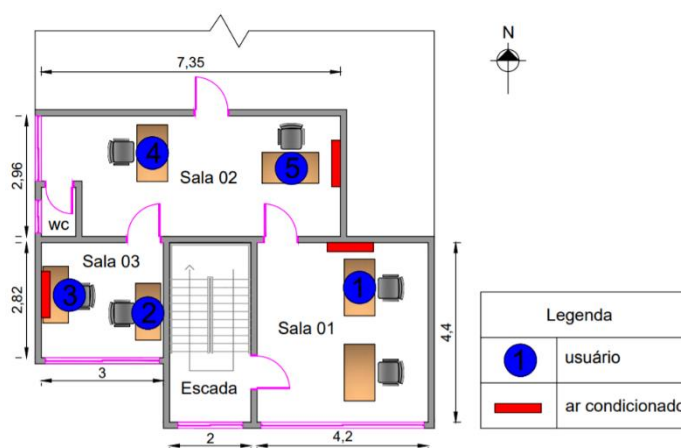 N
7,35
2,96
4
5
Sala 02
wc
Sala 03
2,82
3
2
1
Sala 01
4,4
Escada
3
2
4,2
Legenda
1
usuário
ar condicionado